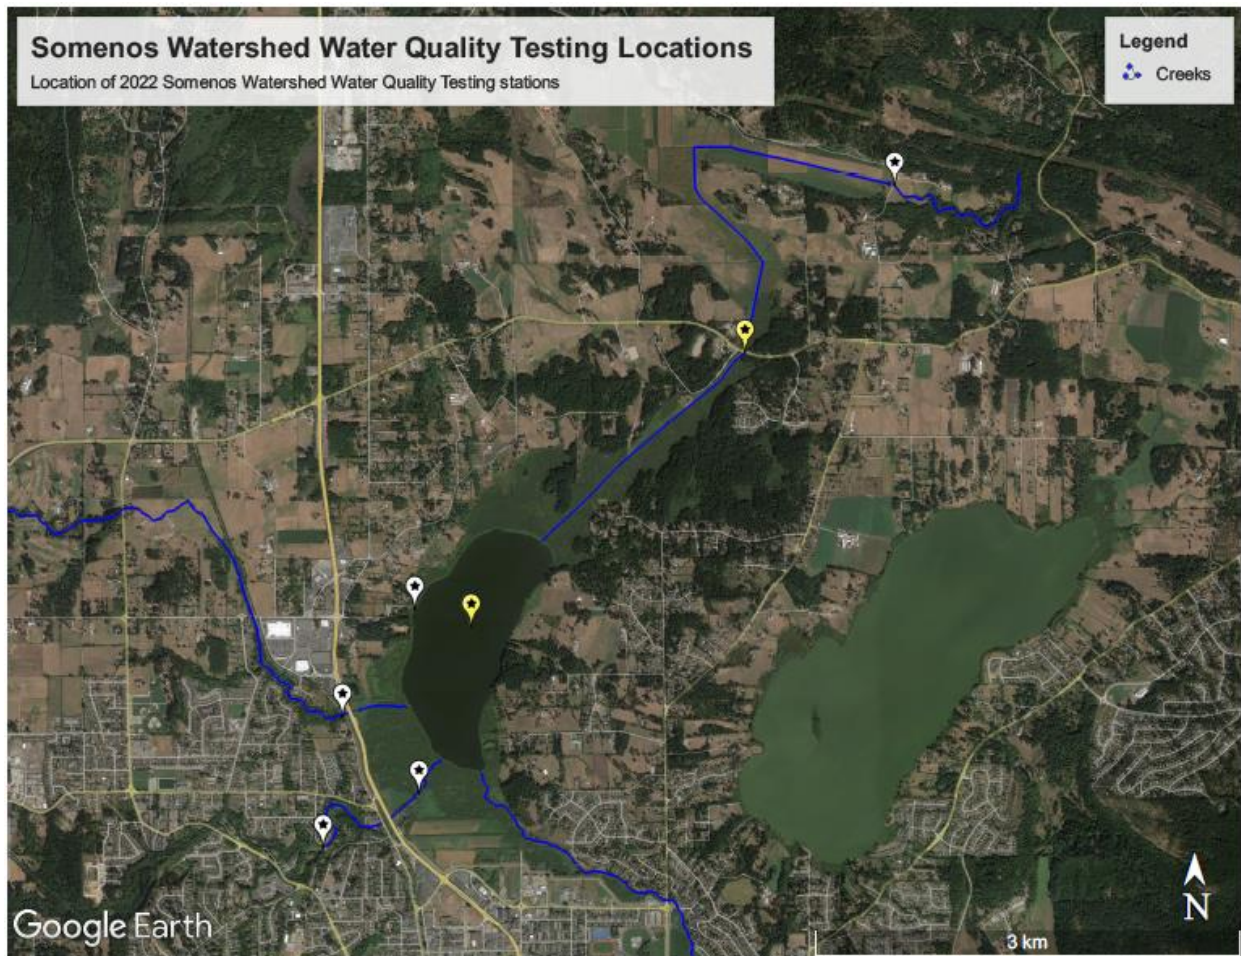 Somenos Watershed Water Quality Testing Locations
Location of 2022 Somenos Watershed Water Quality Testing stations
Legend
Creeks
N
Google Earth
3 km